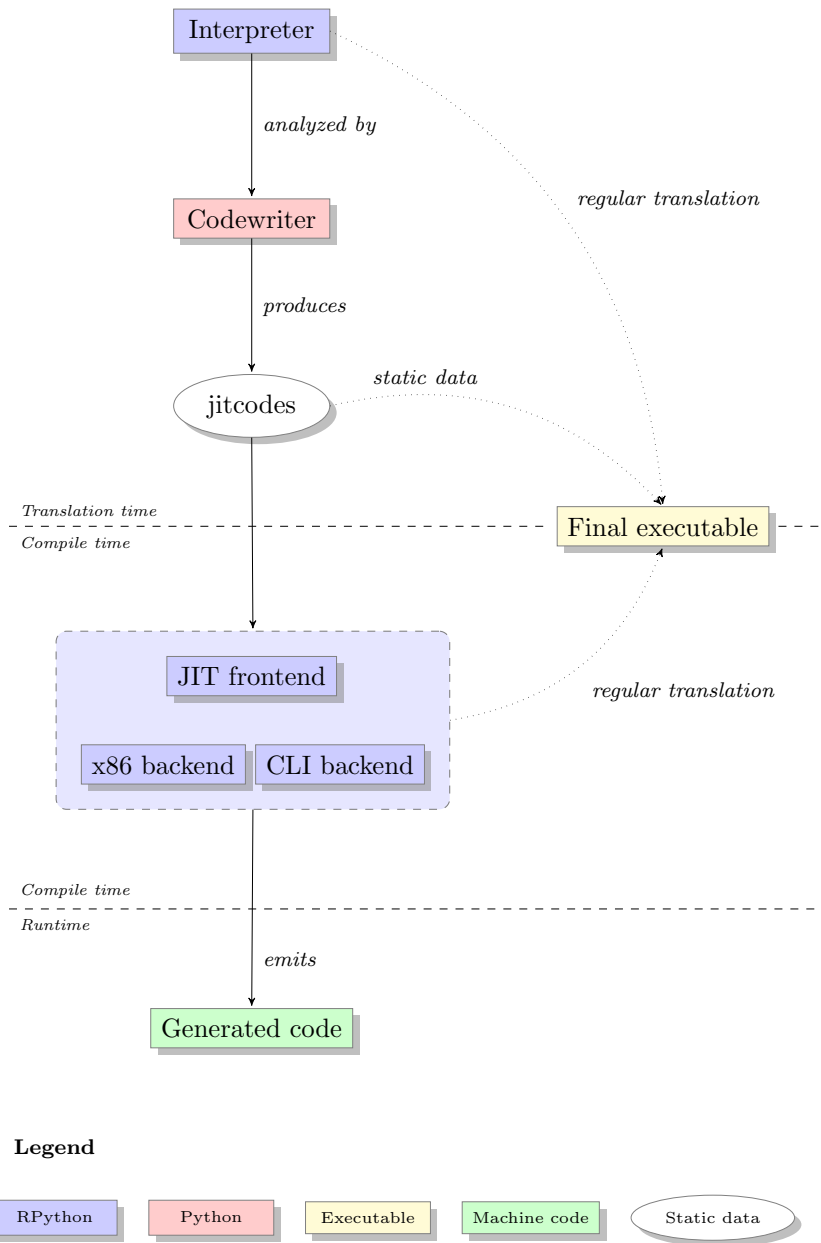 Interpreter
analyzed by
regular translation
Codewriter
produces
static data
jitcodes
Translation time
Final executable
Compile time
JIT frontend
regular translation
x86 backend
CLI backend
Compile time
Runtime
emits
Generated code
Legend
RPython
Python
Executable
Machine code
Static data